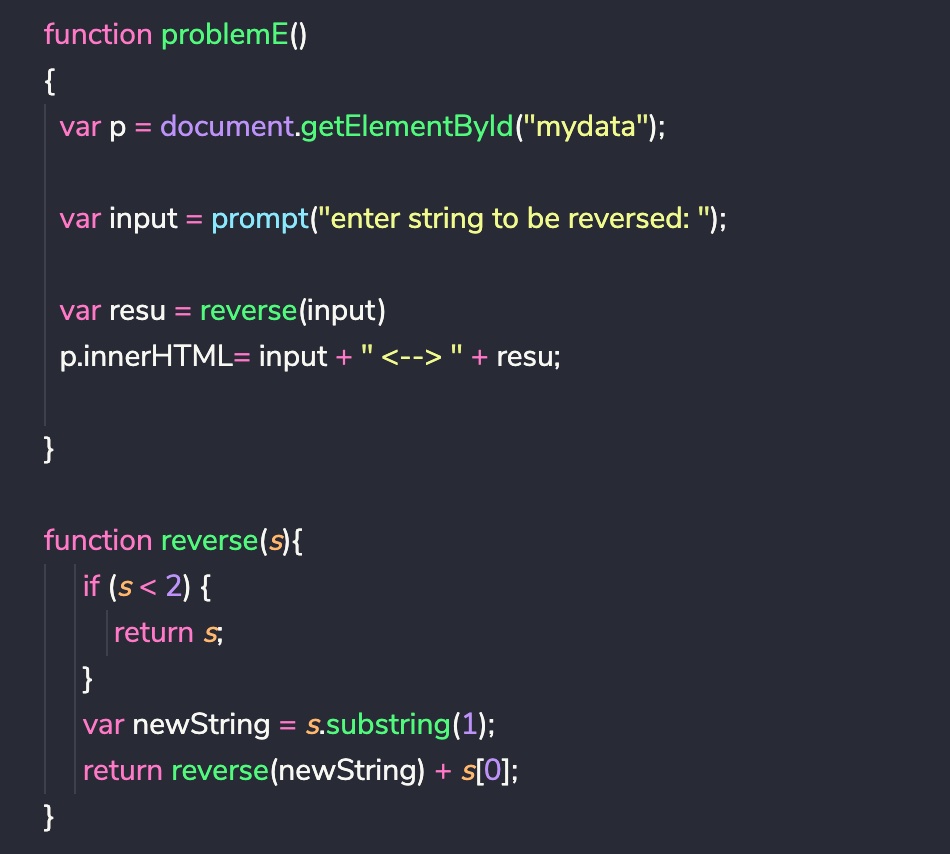 function problemE()
{
var p = document.getElementById("mydata");
var input = prompt("enter string to be reversed: ");
var resu = reverse(input)
p.innerHTML= input + " <--> " + resu;
}
function reverse(s){
if (s < 2) {
return s;
}
var newString = s.substring(1);
return reverse(newString) + s[0];
}